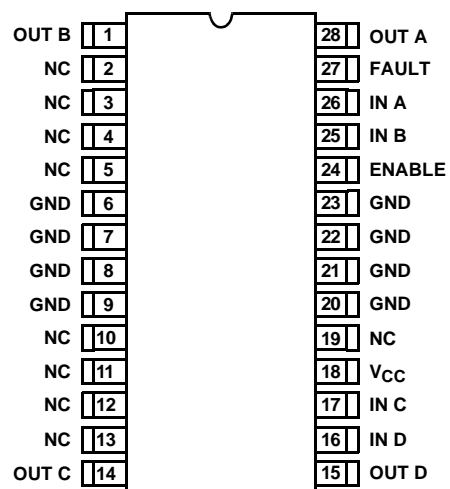 OUT B 1 28 OUT A
NC 2 27 FAULT
NC 3 26 IN A
NC 4 25 IN B
NC 5 24 ENABLE
GND 6 23 GND
GND 7 22 GND
GND 8 21 GND
GND 9 20 GND
NC 10 19 NC
NC 11 18 VCC
NC 12 17 IN C
NC 13 16 IN D
OUT C 14 15 OUT D